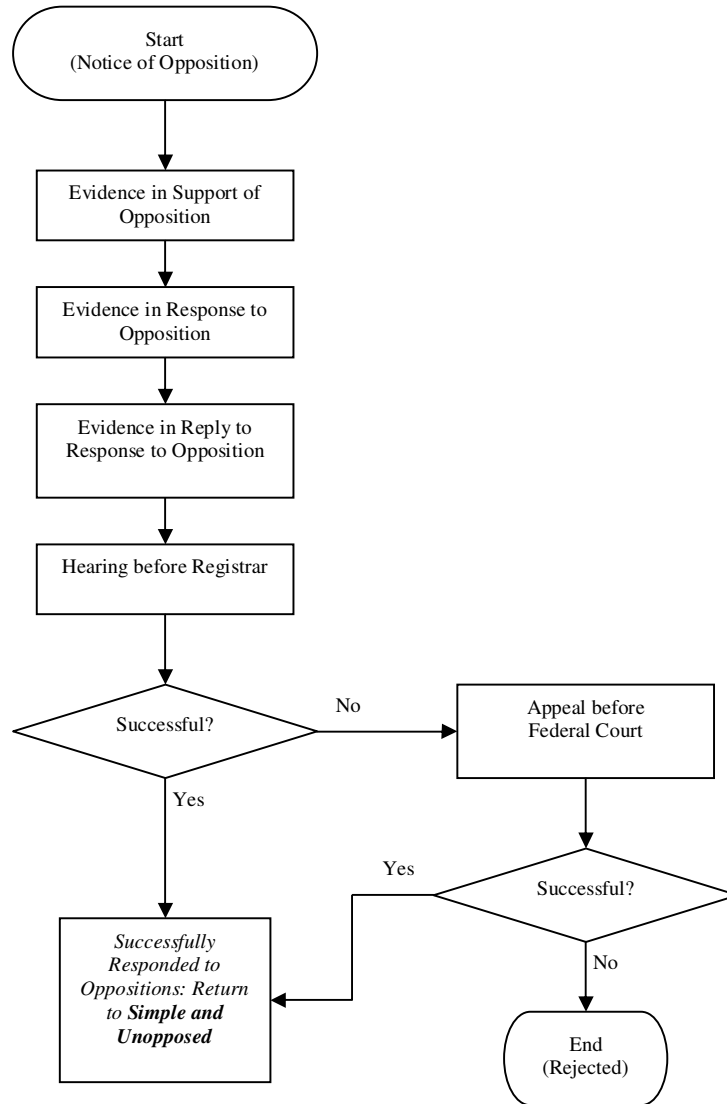 Start
(Notice of Opposition)
Evidence in Support of
Opposition
Evidence in Response to
Opposition
Evidence in Reply to
Response to Opposition
Hearing before Registrar
Successful?
No
Appeal before
Federal Court
Yes
Yes
Successful?
Successfully
Responded to
Oppositions: Return
to Simple and
Unopposed
No
End
(Rejected)